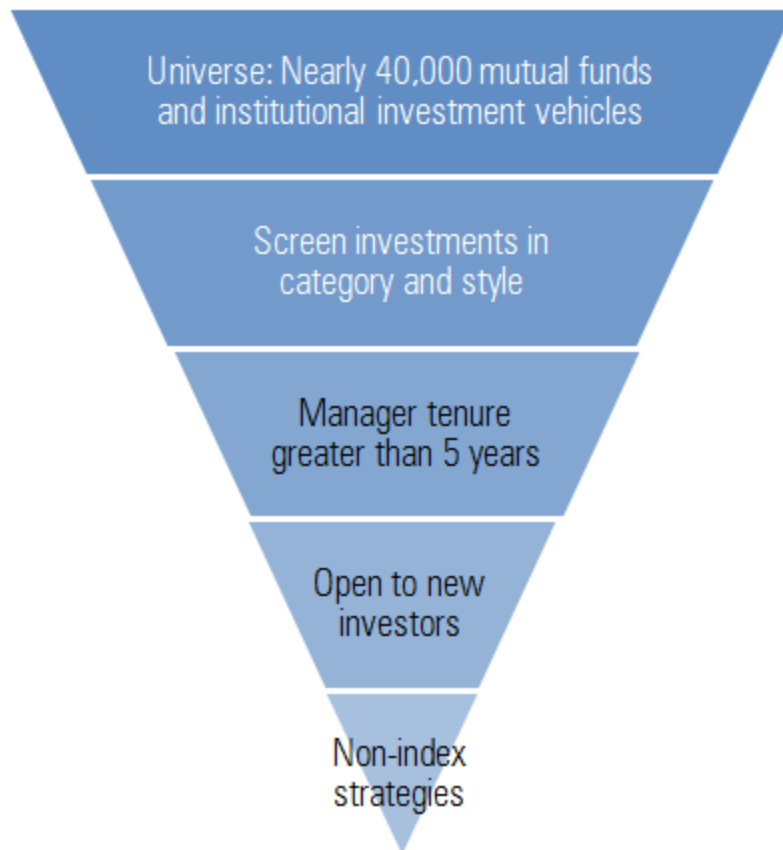 Universe: Nearly 40,000 mutual funds
and institutional investment vehicles
Screen investments in
category and style
Manager tenure
greater than 5 years
Open to new
investors
Non-index
strategies